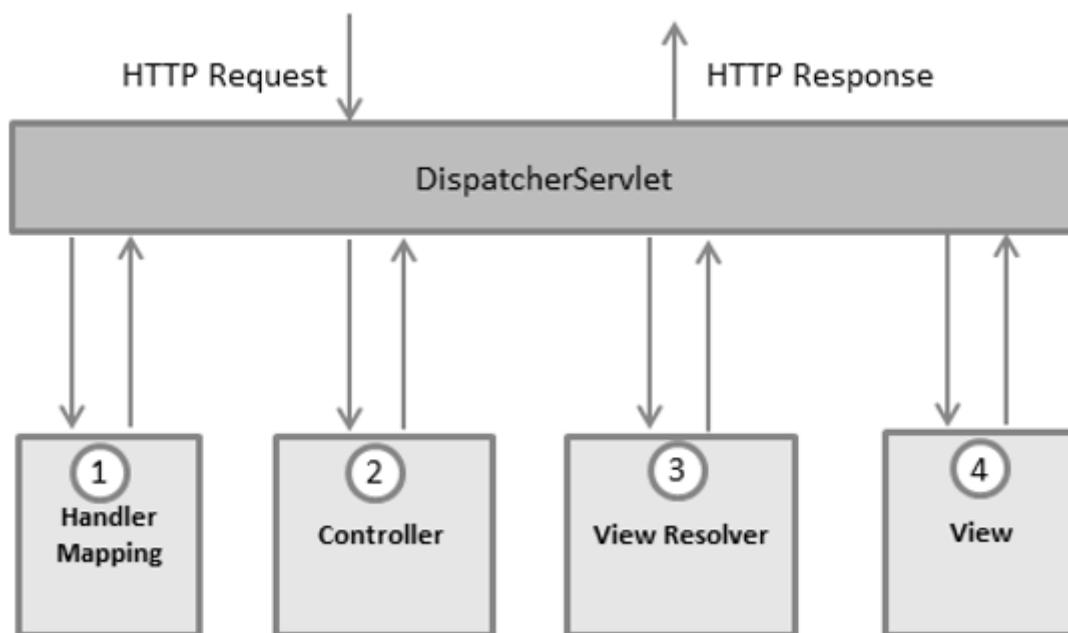 HTTP Request
HTTP Response
DispatcherServlet
1
Handler
Mapping
2
Controller
3
View Resolver
4
View